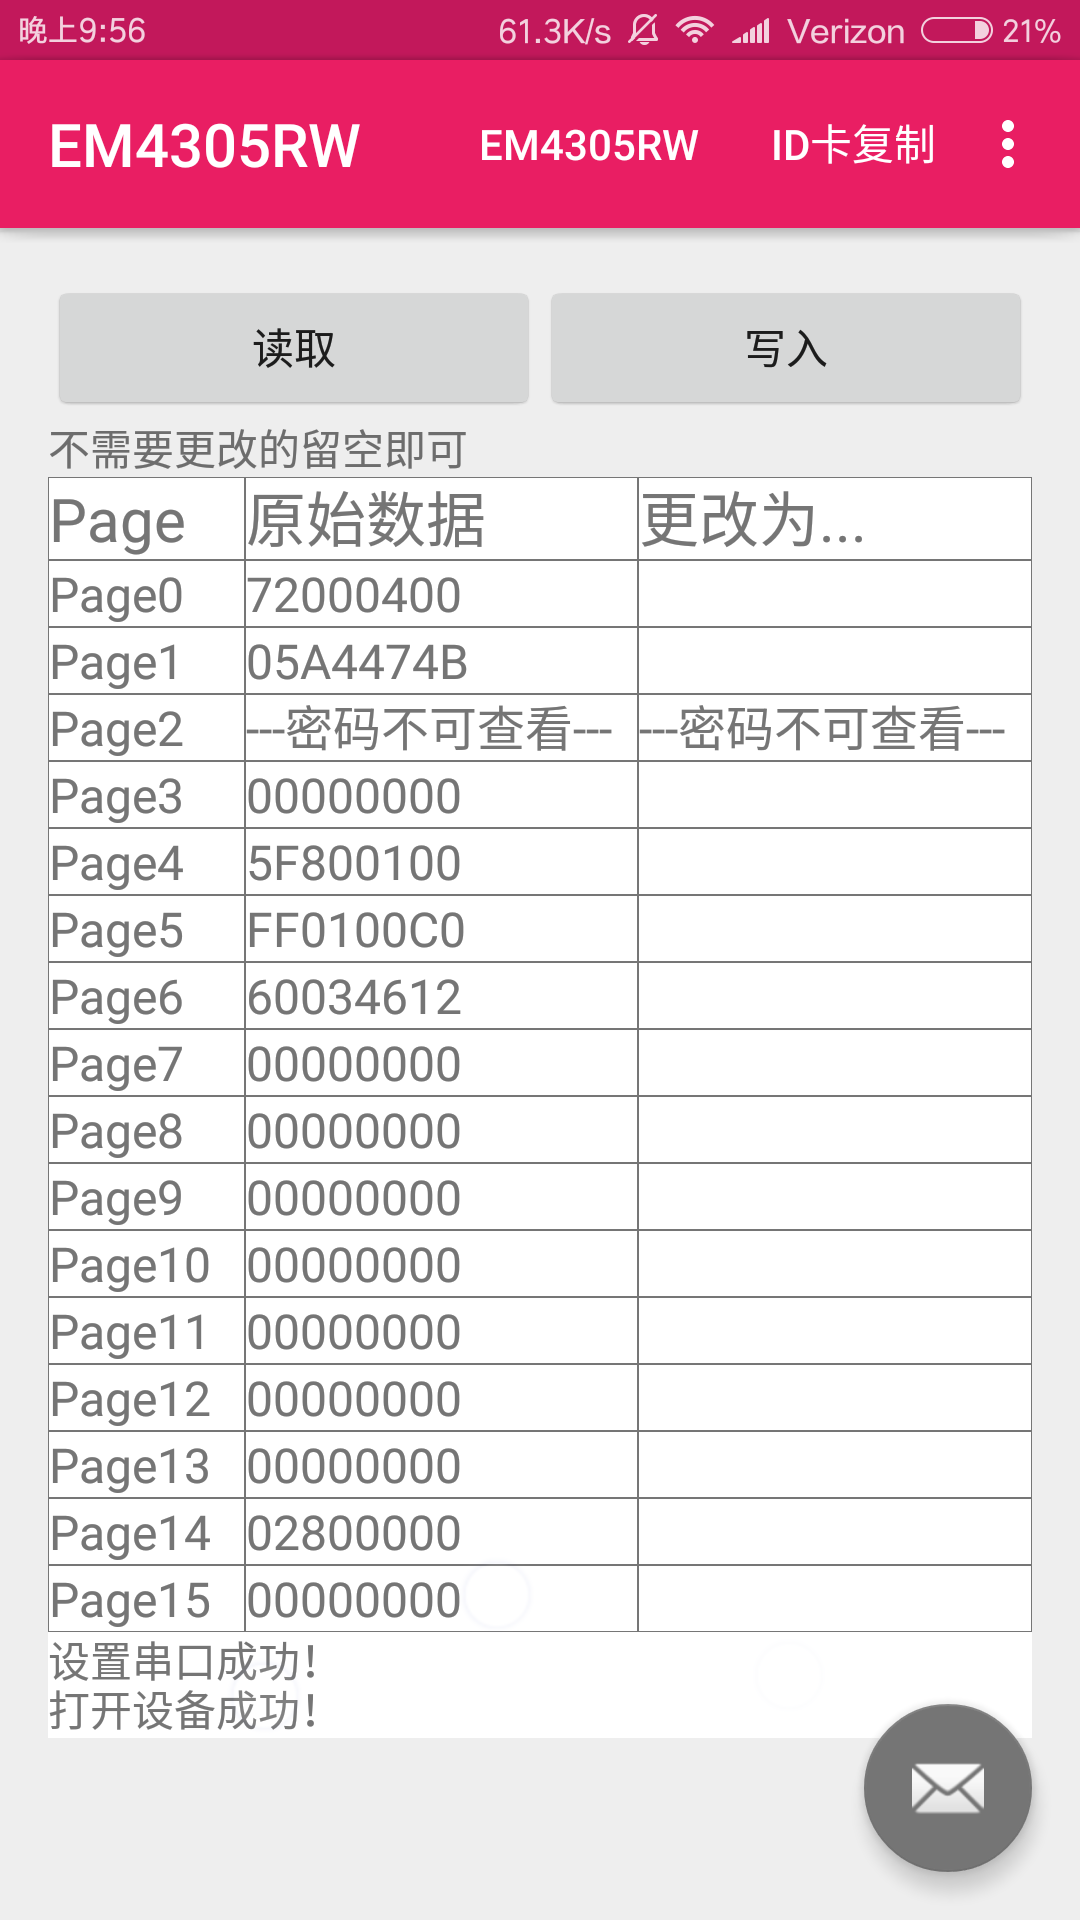 晚上9:56 61.3K/s Verizon 21%
EM4305RW EM4305RW ID卡复制
读取 写入
不需要更改的留空即可
Page 原始数据 更改为...
Page0 72000400
Page1 05A4474B
Page2 ---密码不可查看--- ---密码不可查看---
Page3 00000000
Page4 5F800100
Page5 FF0100C0
Page6 60034612
Page7 00000000
Page8 00000000
Page9 00000000
Page10 00000000
Page11 00000000
Page12 00000000
Page13 00000000
Page14 02800000
Page15 00000000
设置串口成功！
打开设备成功！